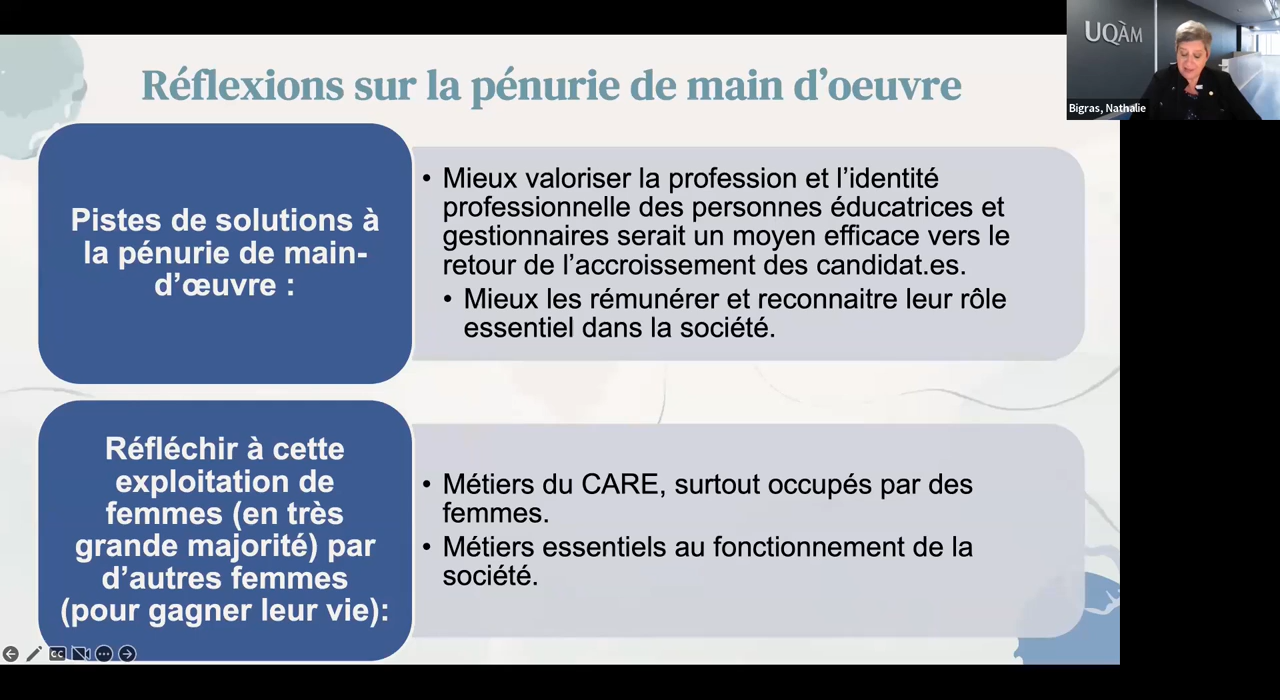 UQÀM
Bigras, Nathalie
Réflexions sur la pénurie de main d'oeuvre
Pistes de solutions à
la pénurie de main-
d'œuvre :
• Mieux valoriser la profession et l'identité
professionnelle des personnes éducatrices et
gestionnaires serait un moyen efficace vers le
retour de l'accroissement des candidat.es.
• Mieux les rémunérer et reconnaitre leur rôle
essentiel dans la société.
Réfléchir à cette
exploitation de
femmes (en très
grande majorité) par
d'autres femmes
(pour gagner leur vie):
• Métiers du CARE, surtout occupés par des
femmes.
• Métiers essentiels au fonctionnement de la
société.
CC